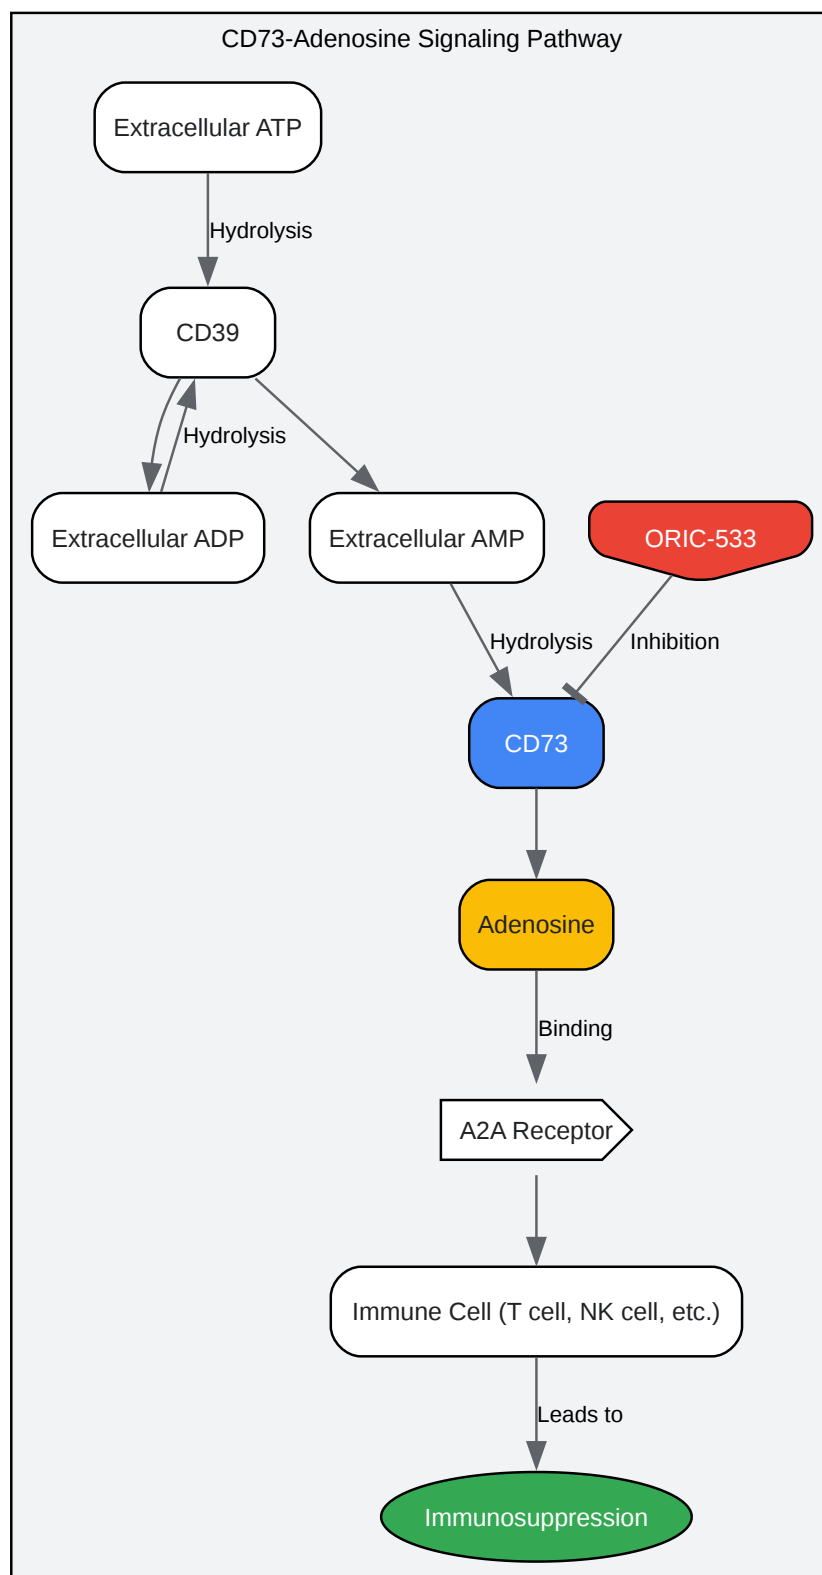 CD73-Adenosine Signaling Pathway
Extracellular ATP
Hydrolysis
CD39
Hydrolysis
Extracellular ADP
Extracellular AMP
ORIC-533
Hydrolysis
Inhibition
CD73
Adenosine
Binding
A2A Receptor
Immune Cell (T cell, NK cell, etc.)
Leads to
Immunosuppression